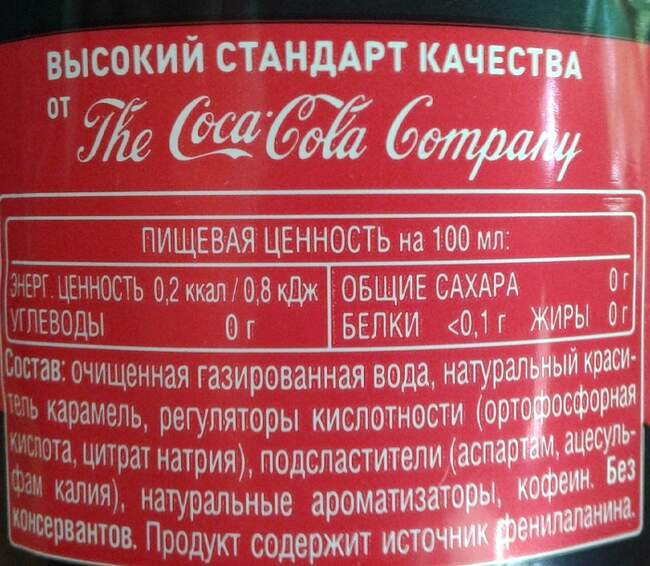 ВЫСОКИЙ СТАНДАРТ КАЧЕСТВА
от The Coca-Cola Company
ПИЩЕВАЯ ЦЕННОСТЬ на 100 мл:
ЭНЕРГ. ЦЕННОСТЬ 0,2 ккал / 0,8 кДж ОБЩИЕ САХАРА 0 г
УГЛЕВОДЫ 0 г БЕЛКИ <0,1 г ЖИРЫ 0 г
Состав: очищенная газированная вода, натуральный краси-
тель карамель, регуляторы кислотности (ортофосфорная
кислота, цитрат натрия), подсластители (аспартам, ацесуль-
фам калия), натуральные ароматизаторы, кофеин. Без
консервантов. Продукт содержит источник фенилаланина.